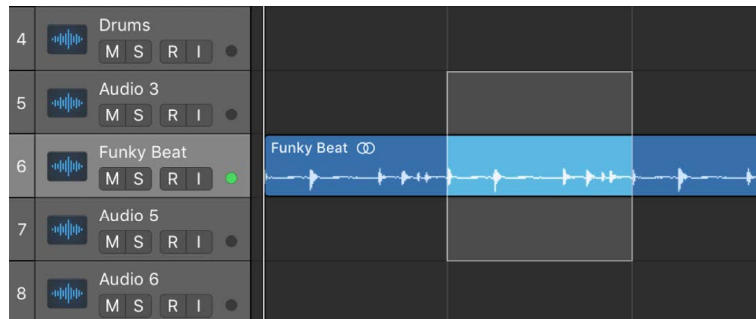 4
Drums
M S R I
5
Audio 3
M S R I
6
Funky Beat
M S R I
Funky Beat
7
Audio 5
M S R I
8
Audio 6
M S R I